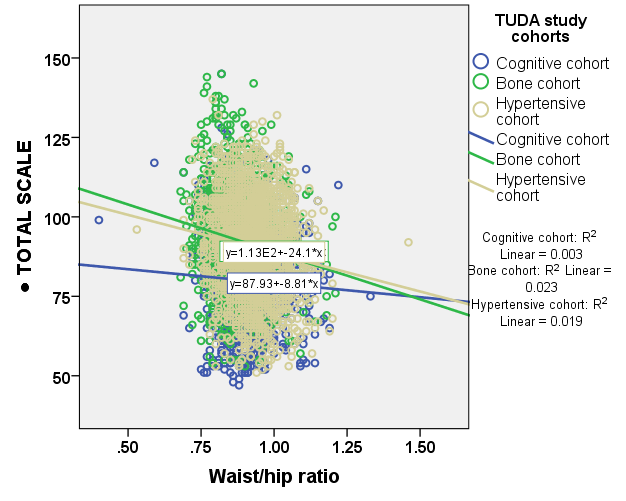 TUDA study
cohorts
Cognitive cohort
Bone cohort
Hypertensive
cohort
Cognitive cohort
Bone cohort
Hypertensive
cohort
Cognitive cohort: R²
Linear = 0.003
Bone cohort: R² Linear =
0.023
Hypertensive cohort: R²
Linear = 0.019
● TOTAL SCALE
150
125
100
75
50
y=1.13E2+-24.1*x
y=87.93+-8.81*x
.50
.75
1.00
1.25
1.50
Waist/hip ratio